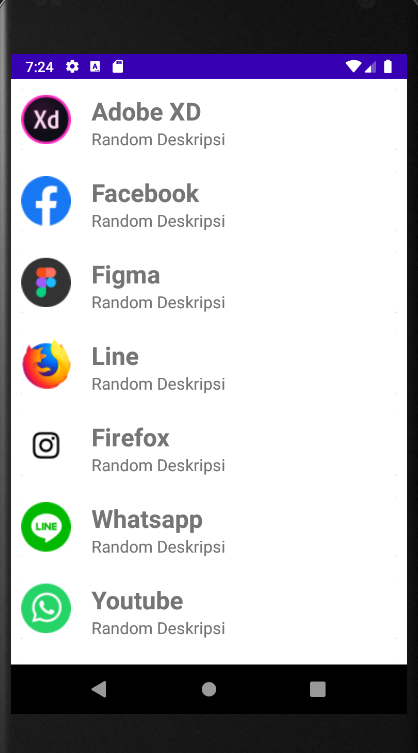 7:24
Xd
Adobe XD
Random Deskripsi
Facebook
Random Deskripsi
Figma
Random Deskripsi
Line
Random Deskripsi
Firefox
Random Deskripsi
LINE
Whatsapp
Random Deskripsi
Youtube
Random Deskripsi